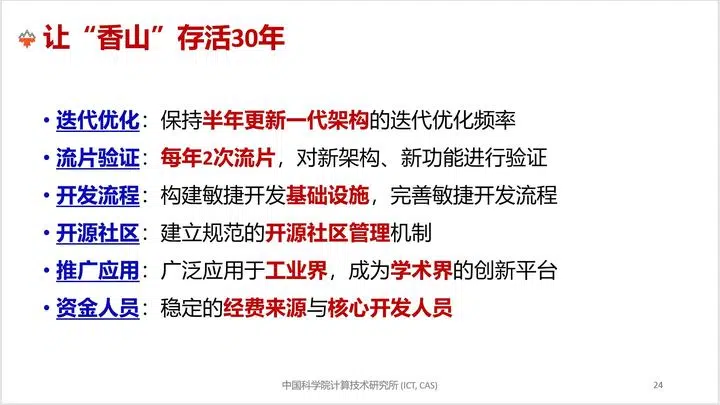 让“香山”存活30年
• 迭代优化：保持半年更新一代架构的迭代优化频率
• 流片验证：每年2次流片，对新架构、新功能进行验证
• 开发流程：构建敏捷开发基础设施，完善敏捷开发流程
• 开源社区：建立规范的开源社区管理机制
• 推广应用：广泛应用于工业界，成为学术界的创新平台
• 资金人员：稳定的经费来源与核心开发人员
中国科学院计算技术研究所 (ICT, CAS)
24